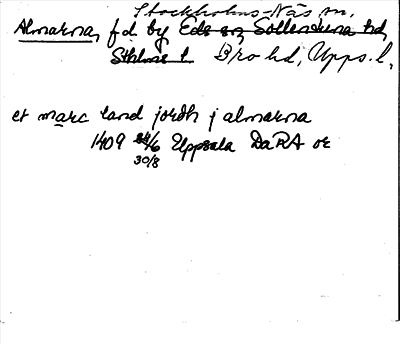 Stockholms-Näs sn,
Almarna, f d by Eds sn, Sollentuna hd,
Sthlms l. Bro hd, Upps. l.
et marc land jordh j almarna
1409 24/6 Uppsala DaRA or
30/8